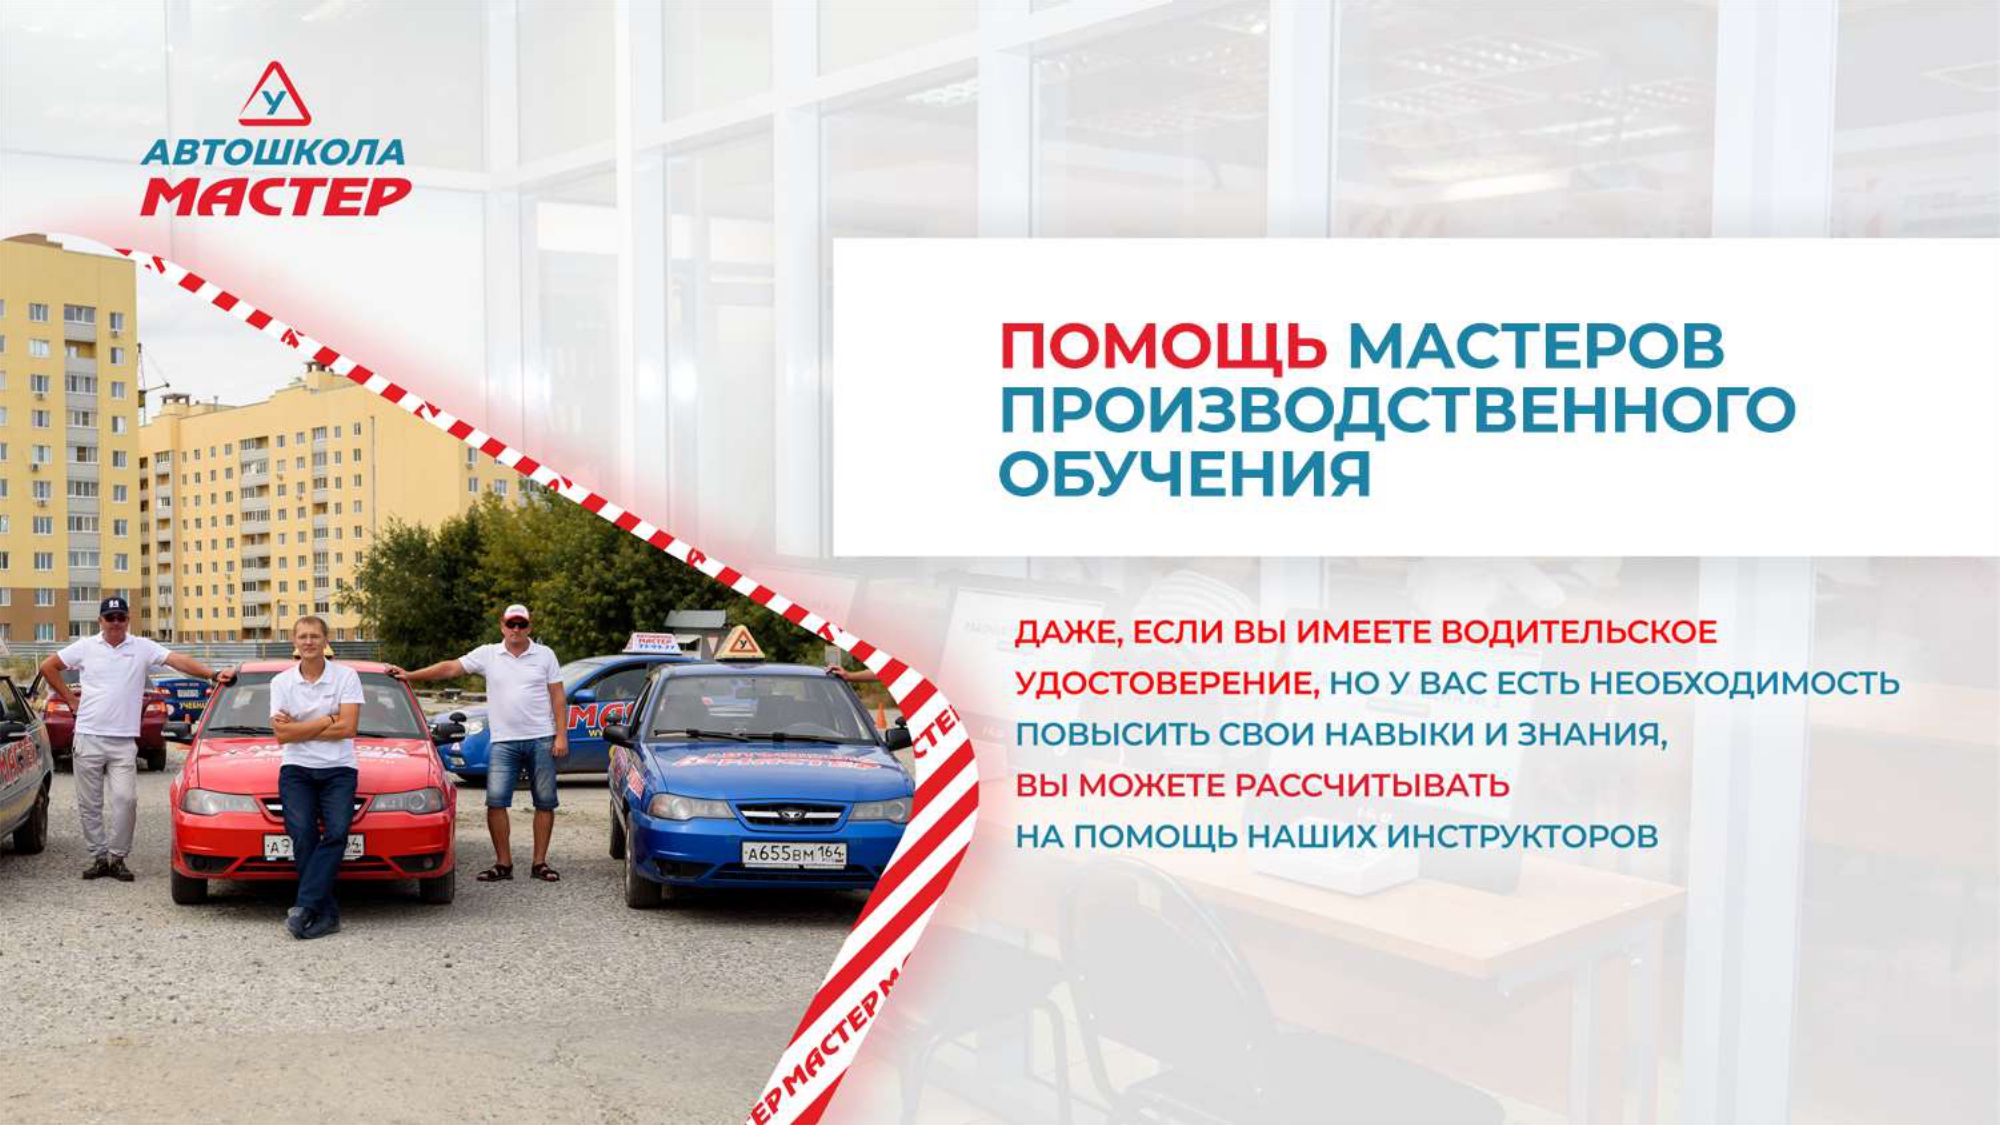 У
АВТОШКОЛА
МАСТЕР
ПОМОЩЬ МАСТЕРОВ
ПРОИЗВОДСТВЕННОГО
ОБУЧЕНИЯ
ДАЖЕ, ЕСЛИ ВЫ ИМЕЕТЕ ВОДИТЕЛЬСКОЕ
УДОСТОВЕРЕНИЕ, НО У ВАС ЕСТЬ НЕОБХОДИМОСТЬ
ПОВЫСИТЬ СВОИ НАВЫКИ И ЗНАНИЯ,
ВЫ МОЖЕТЕ РАССЧИТЫВАТЬ
НА ПОМОЩЬ НАШИХ ИНСТРУКТОРОВ
У
А655ВМ 164
МАСТЕР